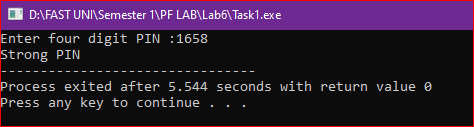 D:\FAST UNI\Semester 1\PF LAB\Lab6\Task1.exe
Enter four digit PIN :1658
Strong PIN
--------------------------------
Process exited after 5.544 seconds with return value 0
Press any key to continue . . .